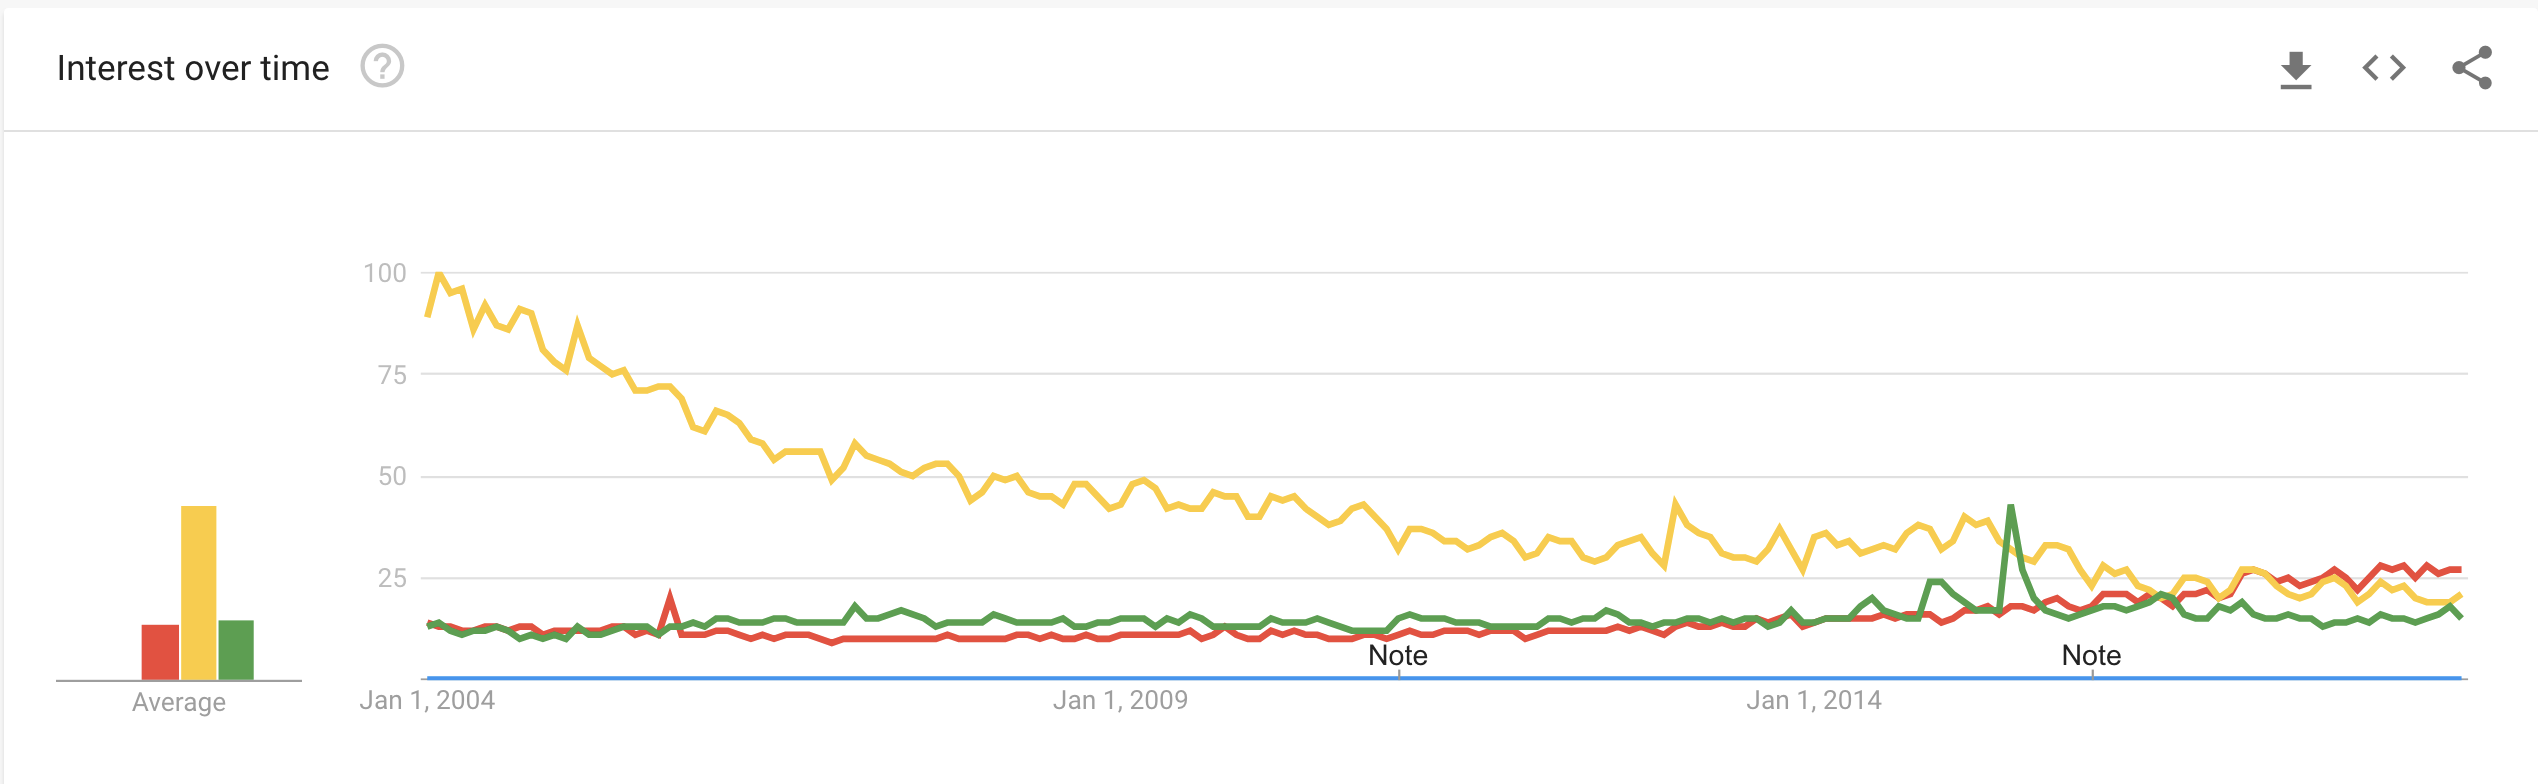 Interest over time ?
100
75
50
25
Note Note
Average
Jan 1, 2004 Jan 1, 2009 Jan 1, 2014